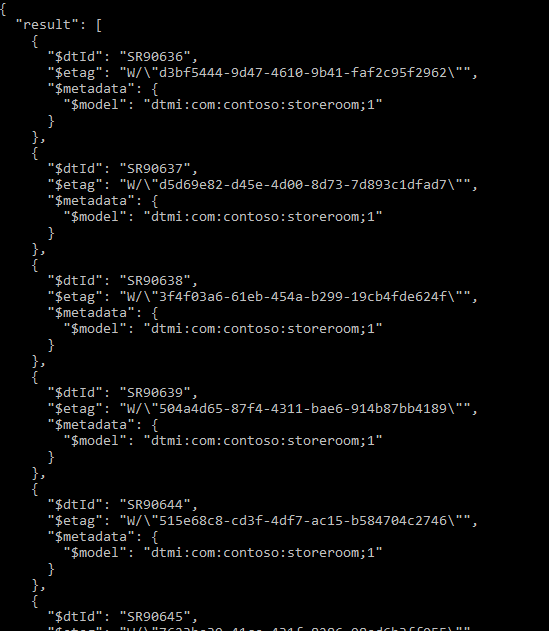 {
  "result": [
    {
      "$dtId": "SR90636",
      "$etag": "W/\"d3bf5444-9d47-4610-9b41-faf2c95f2962\"",
      "$metadata": {
        "$model": "dtmi:com:contoso:storeroom;1"
      }
    },
    {
      "$dtId": "SR90637",
      "$etag": "W/\"d5d69e82-d45e-4d00-8d73-7d893c1dfad7\"",
      "$metadata": {
        "$model": "dtmi:com:contoso:storeroom;1"
      }
    },
    {
      "$dtId": "SR90638",
      "$etag": "W/\"3f4f03a6-61eb-454a-b299-19cb4fde624f\"",
      "$metadata": {
        "$model": "dtmi:com:contoso:storeroom;1"
      }
    },
    {
      "$dtId": "SR90639",
      "$etag": "W/\"504a4d65-87f4-4311-bae6-914b87bb4189\"",
      "$metadata": {
        "$model": "dtmi:com:contoso:storeroom;1"
      }
    },
    {
      "$dtId": "SR90644",
      "$etag": "W/\"515e68c8-cd3f-4df7-ac15-b584704c2746\"",
      "$metadata": {
        "$model": "dtmi:com:contoso:storeroom;1"
      }
    },
    {
      "$dtId": "SR90645",